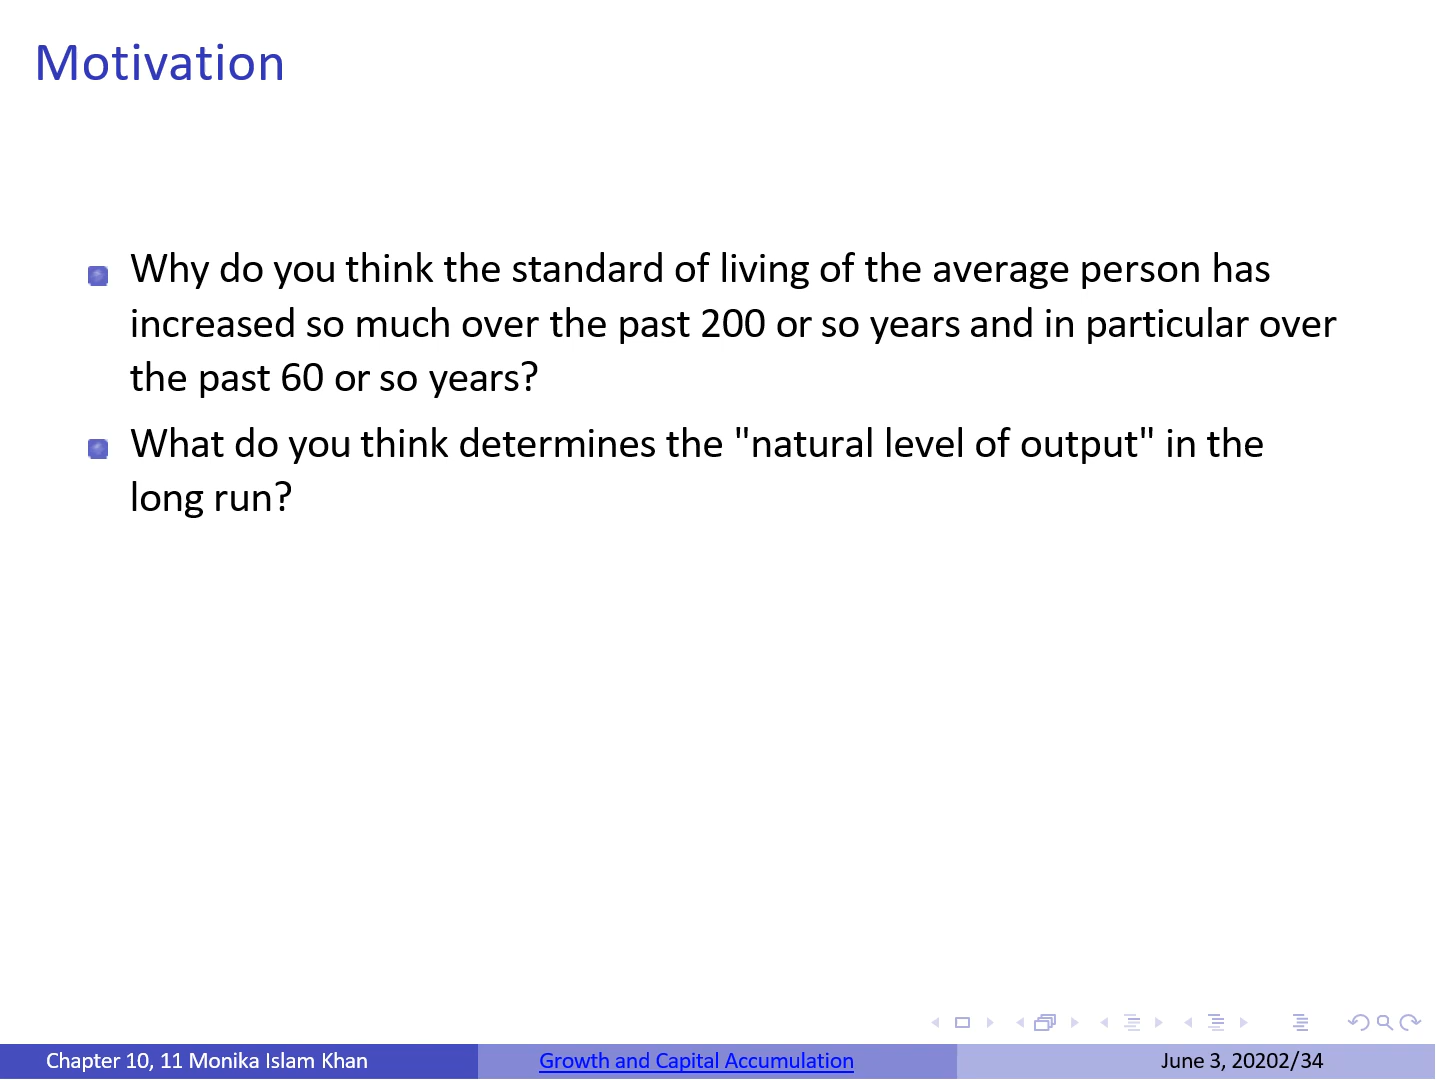 Motivation
Why do you think the standard of living of the average person has
increased so much over the past 200 or so years and in particular over
the past 60 or so years?
What do you think determines the "natural level of output" in the
long run?
Chapter 10, 11 Monika Islam Khan
Growth and Capital Accumulation
June 3, 20202/34